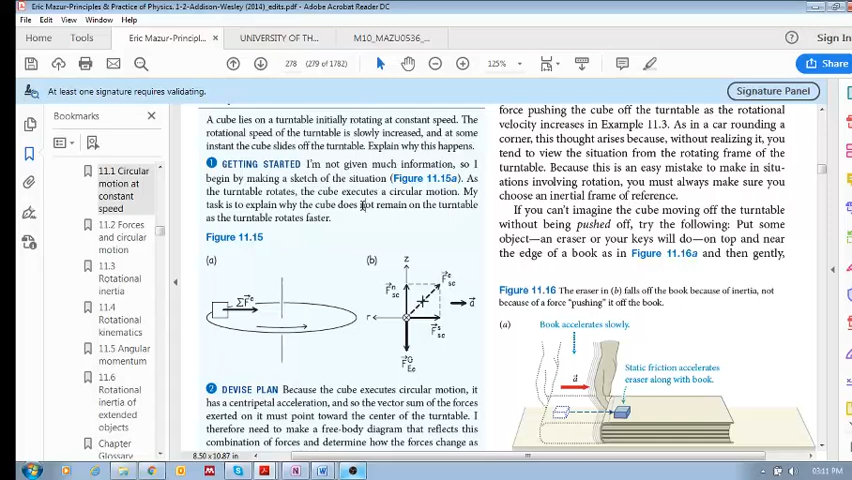 Eric Mazur-Principles & Practice of Physics. 1-2-Addison-Wesley (2014)_edits.pdf - Adobe Acrobat Reader DC
File Edit View Window Help
Home Tools Eric Mazur-Principl... × UNIVERSITY OF TH... M10_MAZU0536_... Sign In
278 (279 of 1782) 125% Share
At least one signature requires validating. Signature Panel
Bookmarks
11.1 Circular
motion at
constant
speed
11.2 Forces
and circular
motion
11.3
Rotational
inertia
11.4
Rotational
kinematics
11.5 Angular
momentum
11.6
Rotational
inertia of
extended
objects
Chapter
Glossary
A cube lies on a turntable initially rotating at constant speed. The
rotational speed of the turntable is slowly increased, and at some
instant the cube slides off the turntable. Explain why this happens.
1 GETTING STARTED I'm not given much information, so I
begin by making a sketch of the situation (Figure 11.15a). As
the turntable rotates, the cube executes a circular motion. My
task is to explain why the cube does not remain on the turntable
as the turntable rotates faster.
Figure 11.15
(a) (b)
z
F n sc
F c sc
ΣF c
a
r
F s sc
F G Ec
2 DEVISE PLAN Because the cube executes circular motion, it
has a centripetal acceleration, and so the vector sum of the forces
exerted on it must point toward the center of the turntable. I
therefore need to make a free-body diagram that reflects this
combination of forces and determine how the forces change as
force pushing the cube off the turntable as the rotational
velocity increases in Example 11.3. As in a car rounding a
corner, this thought arises because, without realizing it, you
tend to view the situation from the rotating frame of the
turntable. Because this is an easy mistake to make in situ-
ations involving rotation, you must always make sure you
choose an inertial frame of reference.
If you can't imagine the cube moving off the turntable
without being pushed off, try the following: Put some
object—an eraser or your keys will do—on top and near
the edge of a book as in Figure 11.16a and then gently,
Figure 11.16 The eraser in (b) falls off the book because of inertia, not
because of a force "pushing" it off the book.
(a) Book accelerates slowly.
Static friction accelerates
eraser along with book.
a
8.50 x 10.87 in
03:11 PM